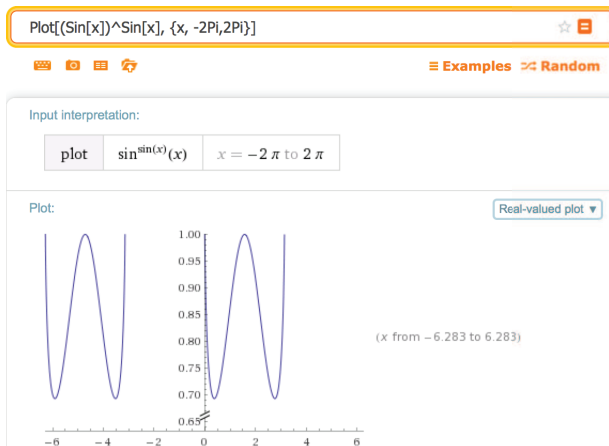 Plot[(Sin[x])^Sin[x], {x, -2Pi,2Pi}]
Examples Random
Input interpretation:
plot sin^sin(x)(x) x = −2 π to 2 π
Plot:
Real-valued plot ▼
1.00
0.95
0.90
0.85
0.80
0.75
0.70
0.65
(x from −6.283 to 6.283)
−6 −4 −2 0 2 4 6